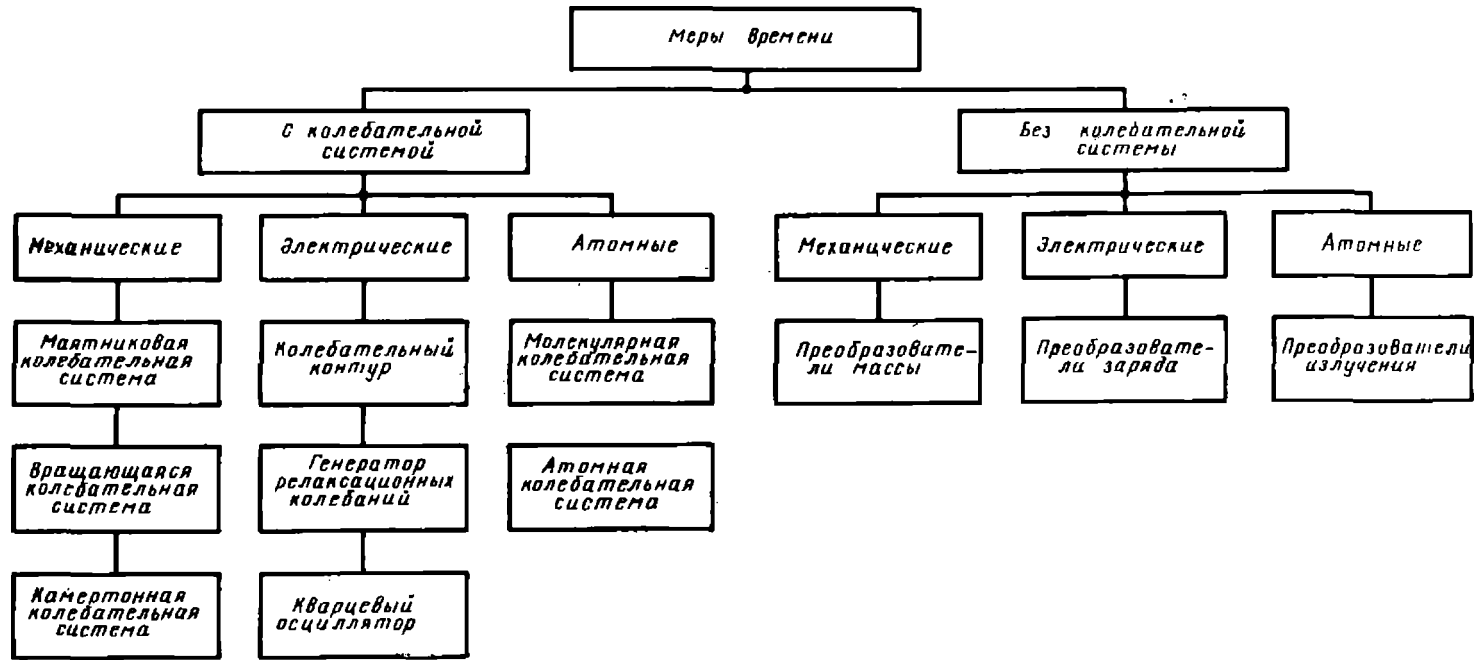 Меры времени
С колебательной
системой
Без колебательной
системы
Механические
Электрические
Атомные
Механические
Электрические
Атомные
Маятниковая
колебательная
система
Колебательный
контур
Молекулярная
колебательная
система
Преобразовате-
ли массы
Преобразовате-
ли заряда
Преобразователи
излучения
Вращающаяся
колебательная
система
Генератор
релаксационных
колебаний
Атомная
колебательная
система
Камертонная
колебательная
система
Кварцевый
осциллятор